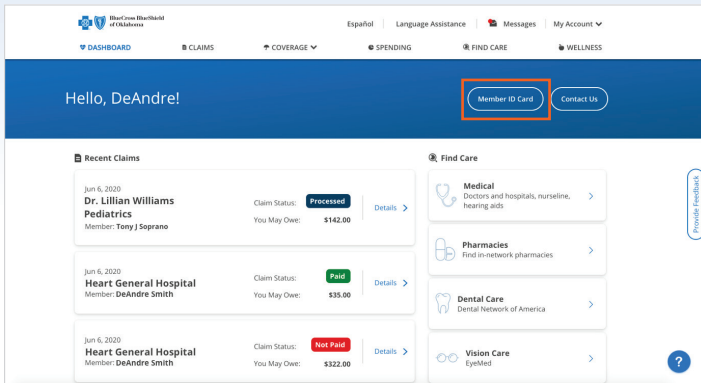 BlueCross BlueShield
of Oklahoma
Español
Language Assistance
Messages
My Account
DASHBOARD
CLAIMS
COVERAGE
SPENDING
FIND CARE
WELLNESS
Hello, DeAndre!
Member ID Card
Contact Us
Recent Claims
Jun 6, 2020
Dr. Lillian Williams
Pediatrics
Member: Tony J Soprano
Claim Status: Processed
You May Owe: $142.00
Details
Jun 6, 2020
Heart General Hospital
Member: DeAndre Smith
Claim Status: Paid
You May Owe: $35.00
Details
Jun 6, 2020
Heart General Hospital
Member: DeAndre Smith
Claim Status: Not Paid
You May Owe: $322.00
Details
Find Care
Medical
Doctors and hospitals, nurseline,
hearing aids
Pharmacies
Find in-network pharmacies
Dental Care
Dental Network of America
Vision Care
EyeMed
Provide Feedback
?